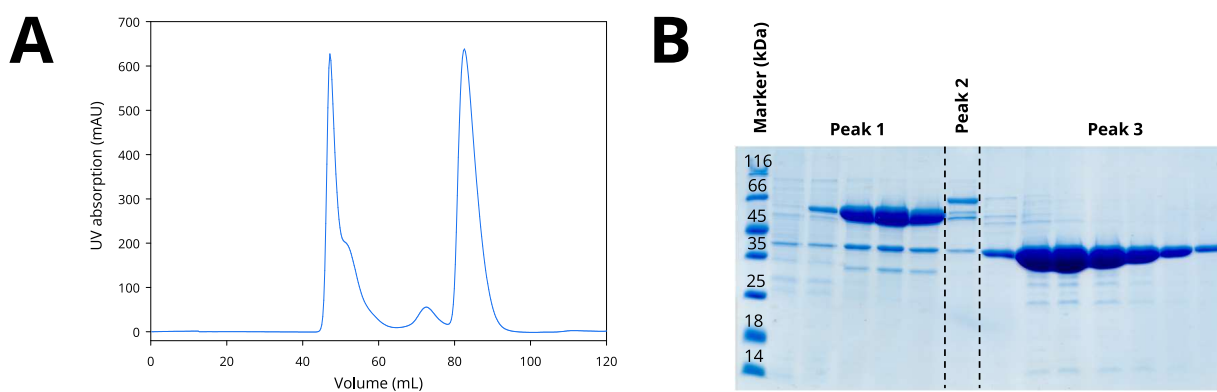 A
UV absorption (mAU)
700
600
500
400
300
200
100
0
0 20 40 60 80 100 120
Volume (mL)
B
Marker (kDa)
Peak 1
Peak 2
Peak 3
116
66
45
35
25
18
14